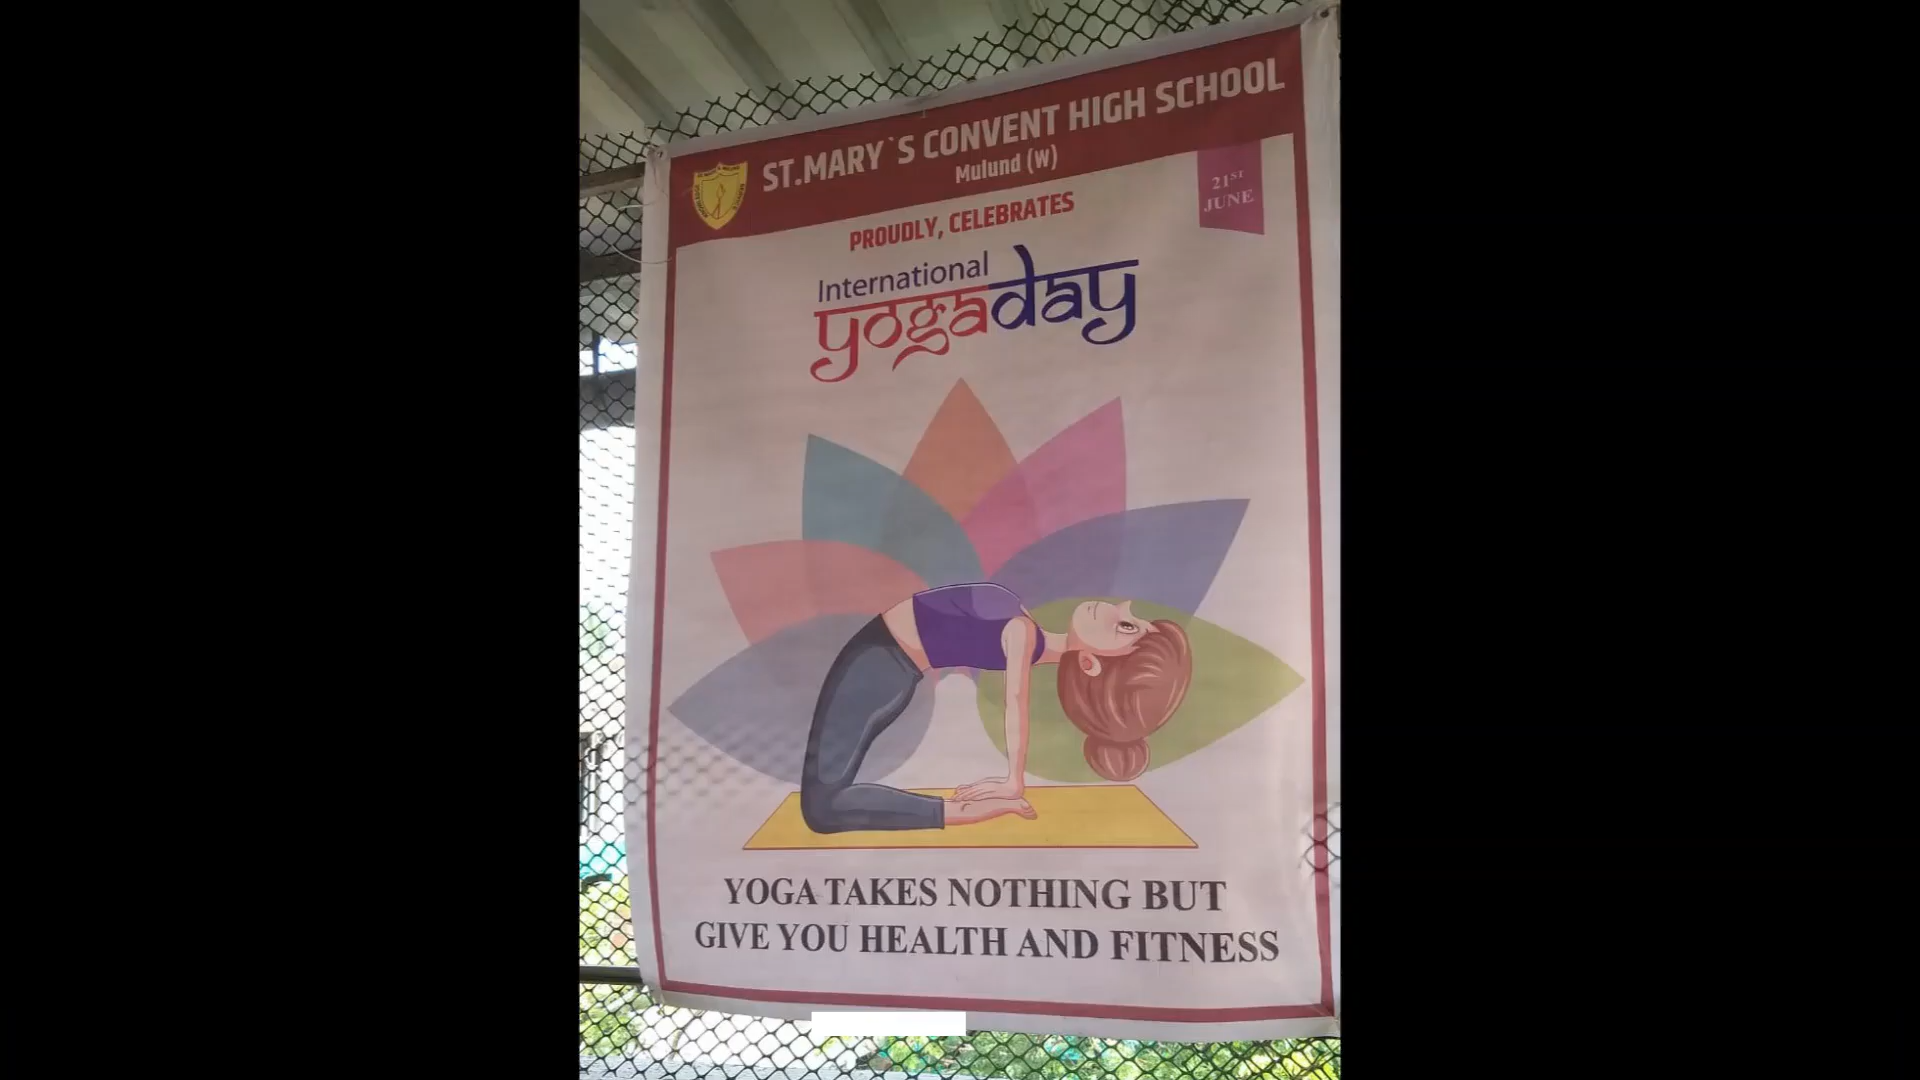 ST.MARY`S CONVENT HIGH SCHOOL
Mulund (W)
21ST
JUNE
PROUDLY, CELEBRATES
International
yogaday
YOGA TAKES NOTHING BUT
GIVE YOU HEALTH AND FITNESS